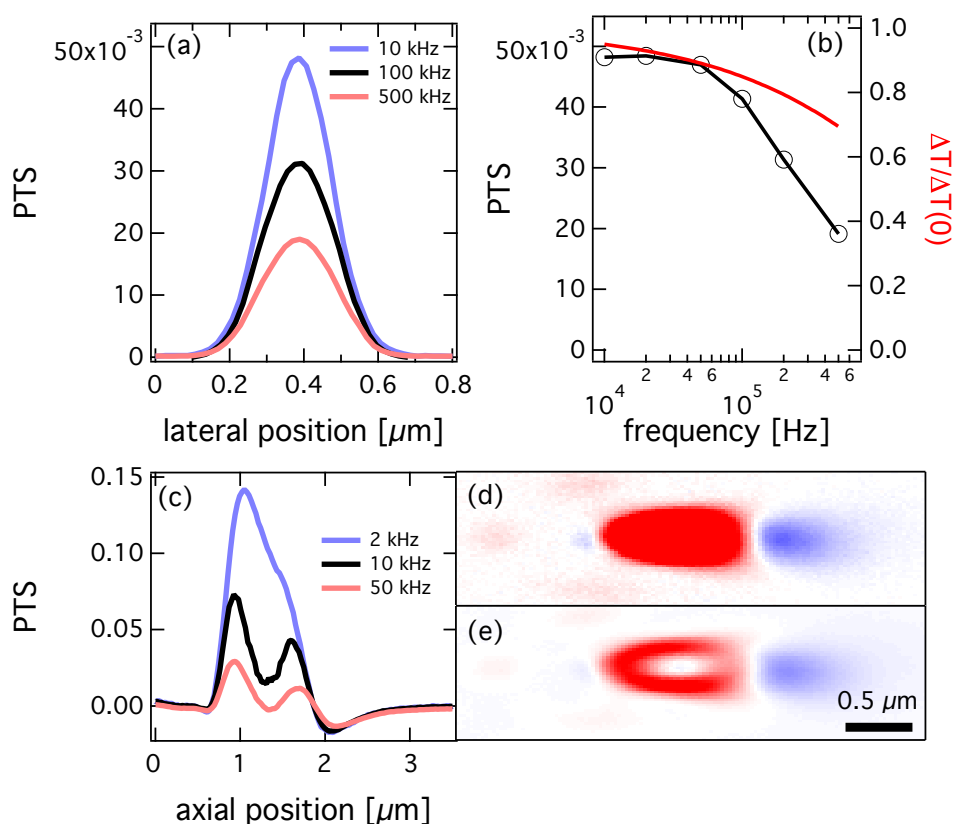 (a)
10 kHz
100 kHz
500 kHz
50x10⁻³
40
30
20
10
0
PTS
0
0.2
0.4
0.6
0.8
lateral position [µm]
(b)
50x10⁻³
40
30
20
10
0
PTS
1.0
0.8
0.6
0.4
0.2
0.0
ΔT/ΔT(0)
10⁴
2
4
6
10⁵
2
4
6
frequency [Hz]
(c)
2 kHz
10 kHz
50 kHz
0.15
0.10
0.05
0.00
PTS
0
1
2
3
axial position [µm]
(d)
(e)
0.5 µm